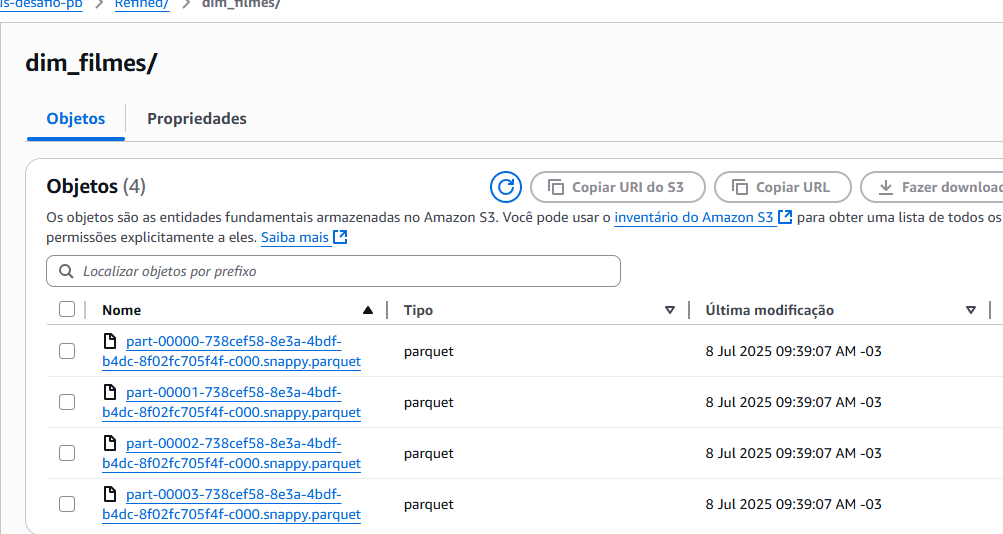 us-desafio-pb > Refined/ > dim_filmes/
dim_filmes/
Objetos Propriedades
Objetos (4) Copiar URI do S3 Copiar URL Fazer download
Os objetos são as entidades fundamentais armazenadas no Amazon S3. Você pode usar o inventário do Amazon S3 para obter uma lista de todos os
permissões explicitamente a eles. Saiba mais
Localizar objetos por prefixo
Nome Tipo Última modificação
part-00000-738cef58-8e3a-4bdf-
b4dc-8f02fc705f4f-c000.snappy.parquet parquet 8 Jul 2025 09:39:07 AM -03
part-00001-738cef58-8e3a-4bdf-
b4dc-8f02fc705f4f-c000.snappy.parquet parquet 8 Jul 2025 09:39:07 AM -03
part-00002-738cef58-8e3a-4bdf-
b4dc-8f02fc705f4f-c000.snappy.parquet parquet 8 Jul 2025 09:39:07 AM -03
part-00003-738cef58-8e3a-4bdf-
b4dc-8f02fc705f4f-c000.snappy.parquet parquet 8 Jul 2025 09:39:07 AM -03